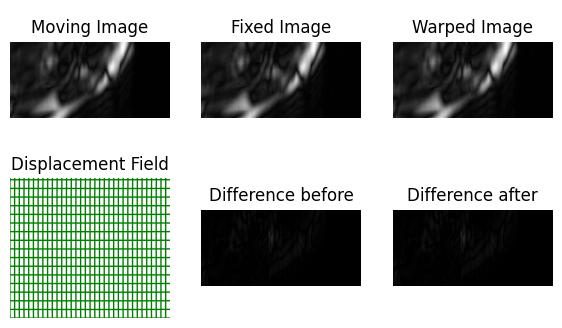 Moving Image
Fixed Image
Warped Image
Displacement Field
Difference before
Difference after